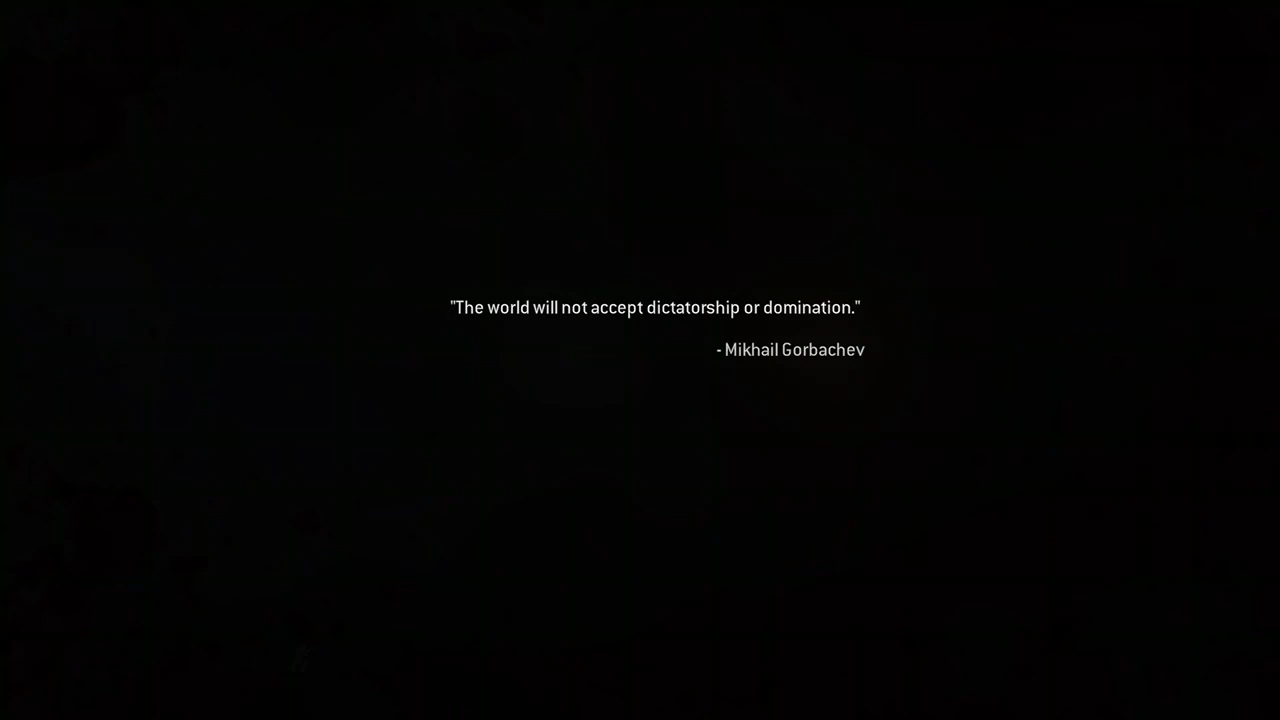 "The world will not accept dictatorship or domination."
- Mikhail Gorbachev